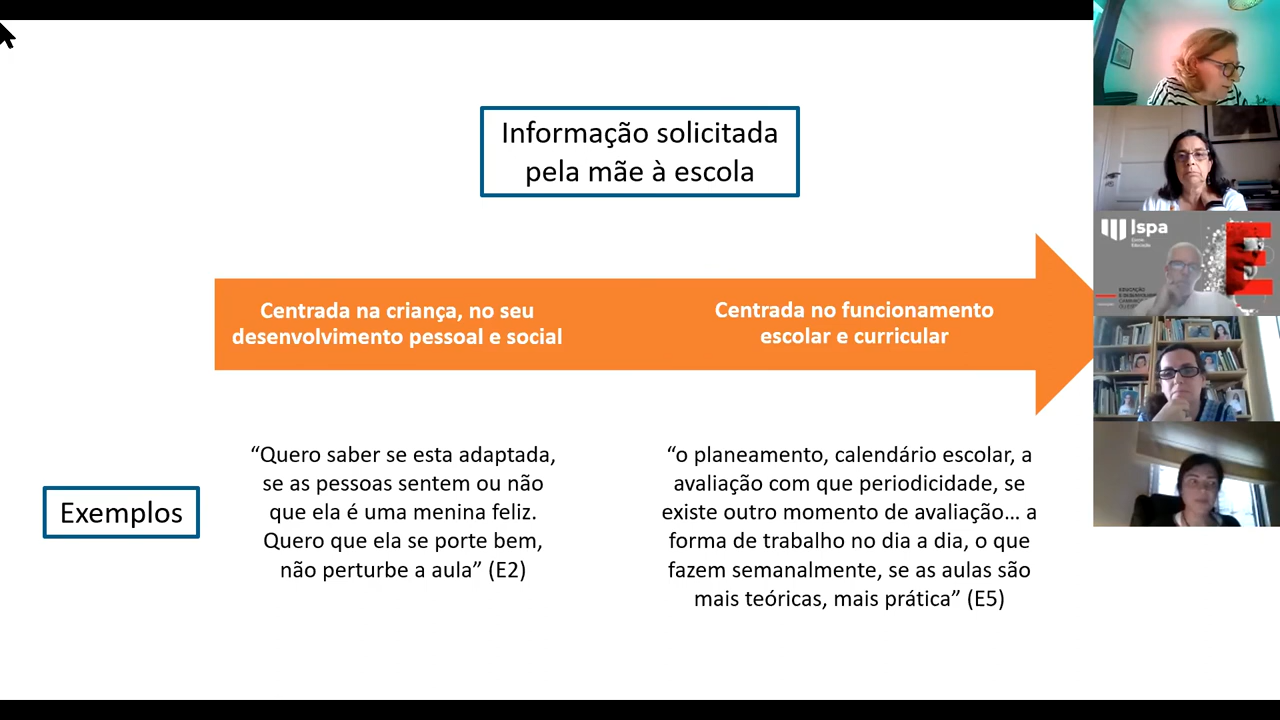 Informação solicitada
pela mãe à escola
Centrada na criança, no seu
desenvolvimento pessoal e social
Centrada no funcionamento
escolar e curricular
Exemplos
“Quero saber se esta adaptada,
se as pessoas sentem ou não
que ela é uma menina feliz.
Quero que ela se porte bem,
não perturbe a aula” (E2)
“o planeamento, calendário escolar, a
avaliação com que periodicidade, se
existe outro momento de avaliação... a
forma de trabalho no dia a dia, o que
fazem semanalmente, se as aulas são
mais teóricas, mais prática” (E5)
Ispa
E